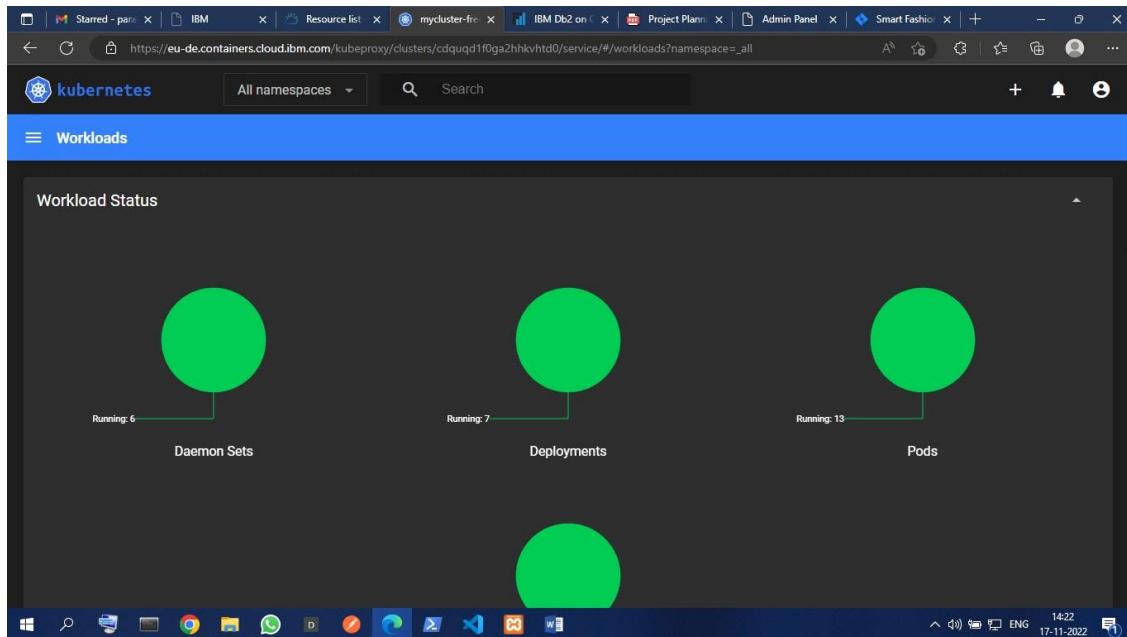 Starred - para
IBM
Resource list
mycluster-free
IBM Db2 on C
Project Plann
Admin Panel
Smart Fashion
https://eu-de.containers.cloud.ibm.com/kubeproxy/clusters/cdquqd1f0ga2hhkvhtd0/service/#/workloads?namespace=_all
kubernetes
All namespaces
Search
Workloads
Workload Status
Running: 6
Running: 7
Running: 13
Daemon Sets
Deployments
Pods
ENG
14:22
17-11-2022